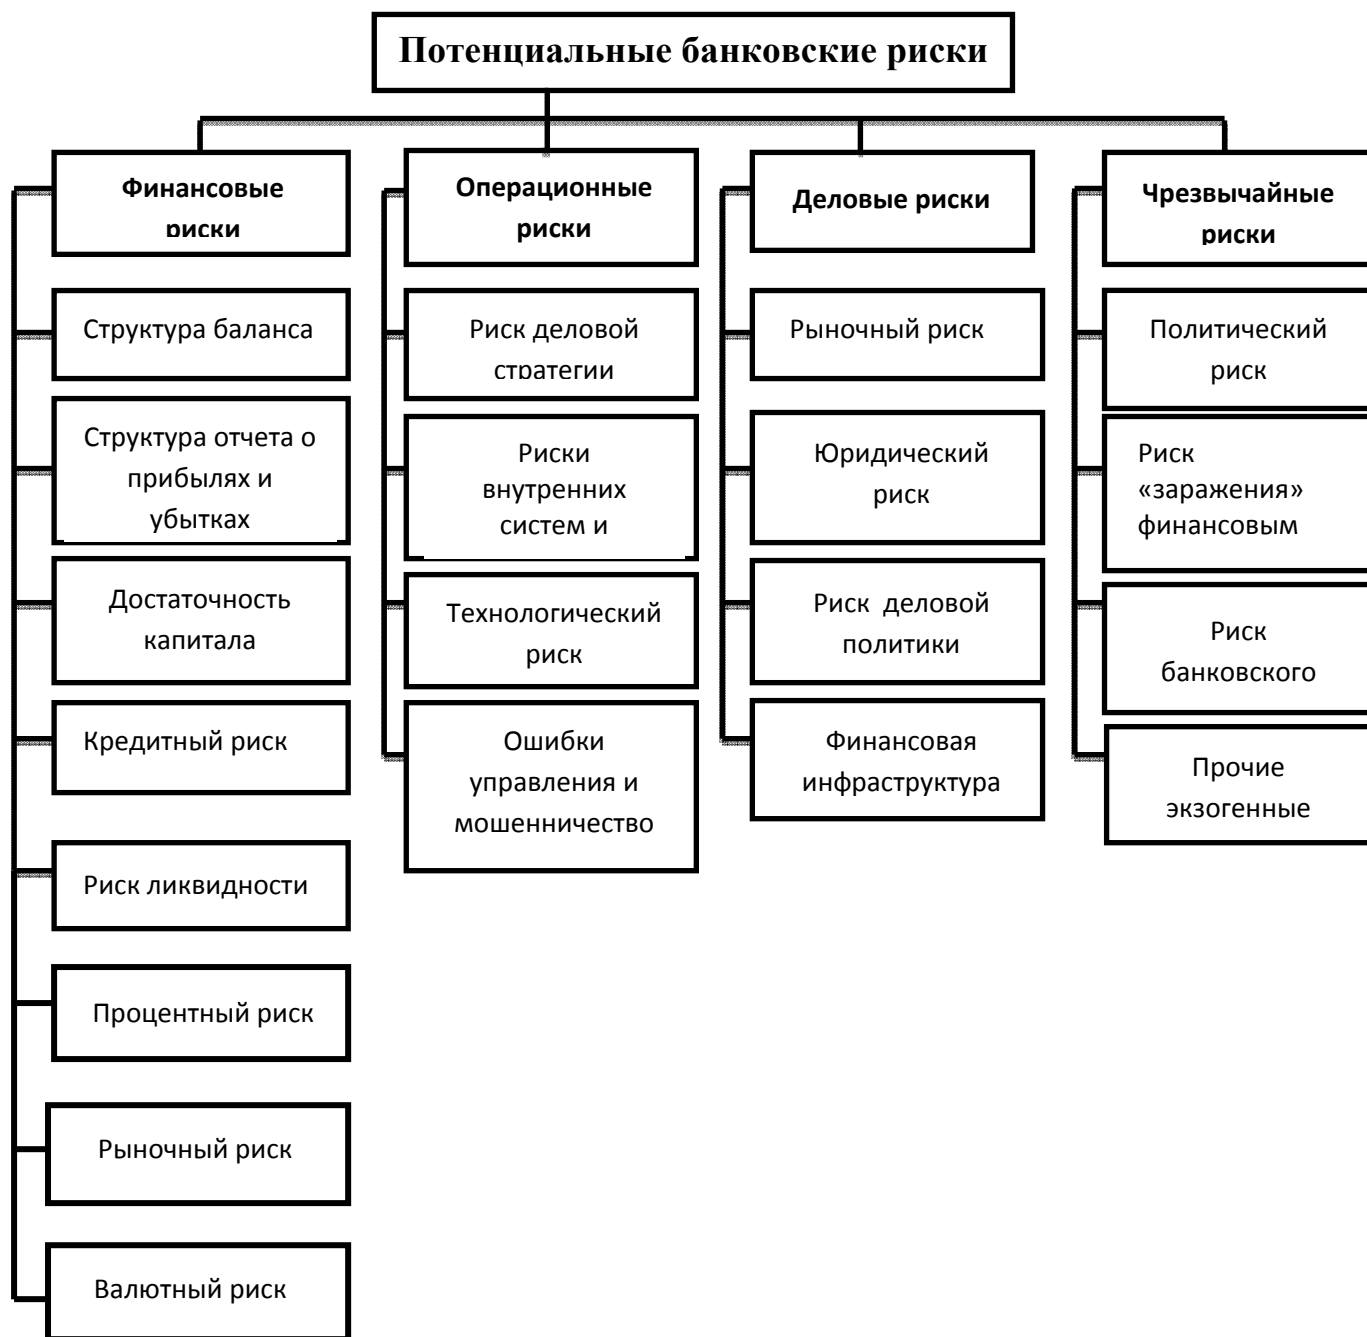 Потенциальные банковские риски
Финансовые
риски
Структура баланса
Структура отчета о
прибылях и
убытках
Достаточность
капитала
Кредитный риск
Риск ликвидности
Процентный риск
Рыночный риск
Валютный риск
Операционные
риски
Риск деловой
стратегии
Риски
внутренних
систем и
Технологический
риск
Ошибки
управления и
мошенничество
Деловые риски
Рыночный риск
Юридический
риск
Риск деловой
политики
Финансовая
инфраструктура
Чрезвычайные
риски
Политический
риск
Риск
«заражения»
финансовым
Риск
банковского
Прочие
экзогенные